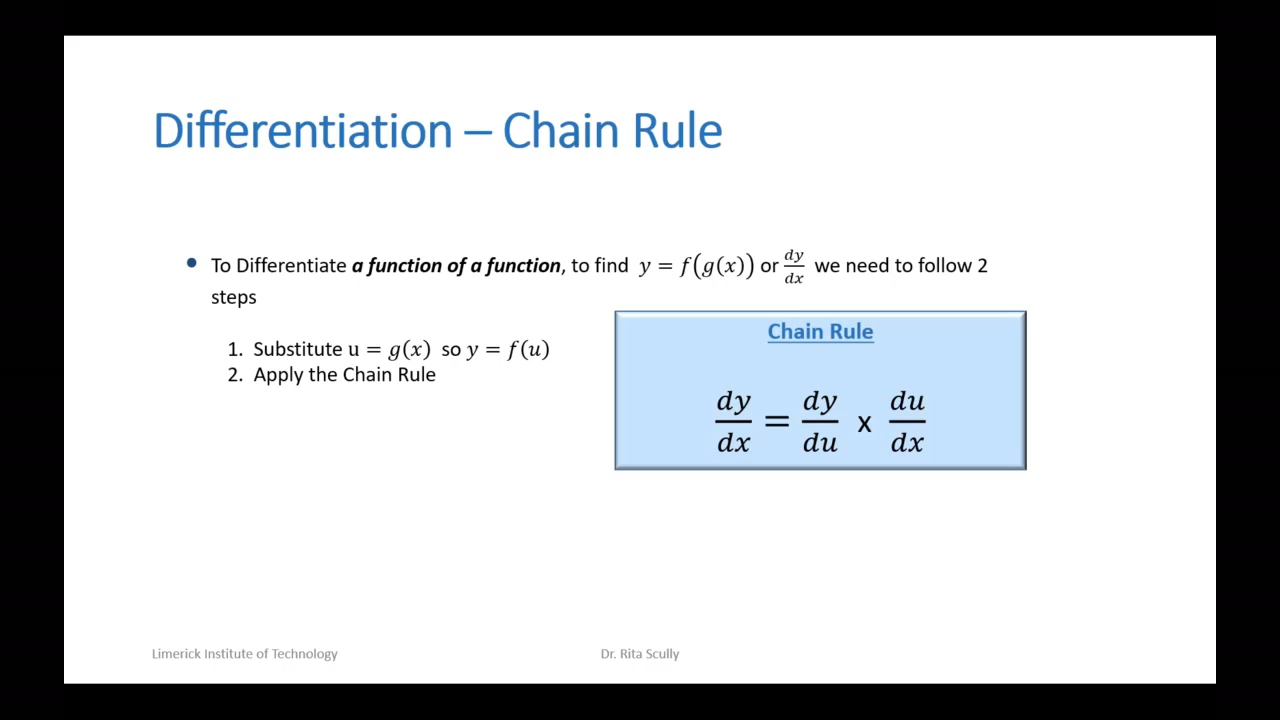 Differentiation – Chain Rule
• To Differentiate a function of a function, to find y = f(g(x)) or dy/dx we need to follow 2
steps
1. Substitute u = g(x) so y = f(u)
2. Apply the Chain Rule
Chain Rule
dy/dx = dy/du x du/dx
Limerick Institute of Technology
Dr. Rita Scully